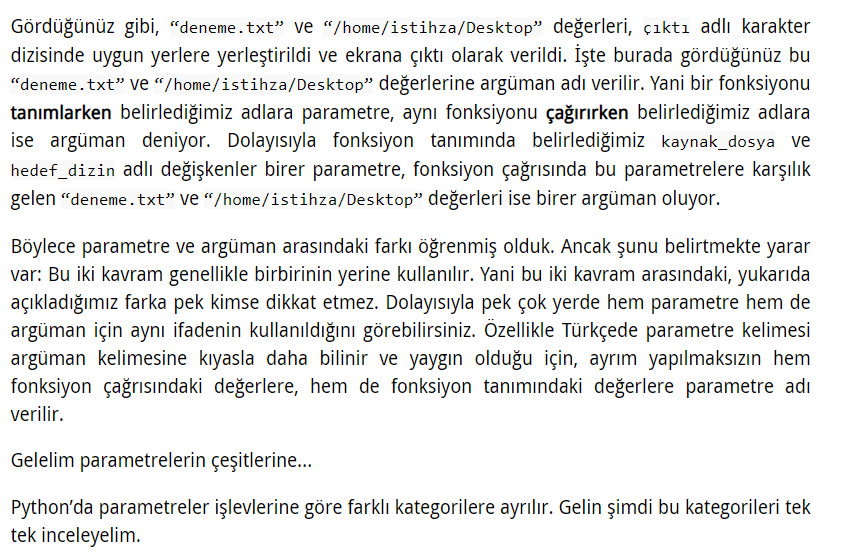 Gördüğünüz gibi, “deneme.txt” ve “/home/istihza/Desktop” değerleri, çıktı adlı karakter
dizisinde uygun yerlere yerleştirildi ve ekrana çıktı olarak verildi. İşte burada gördüğünüz bu
“deneme.txt” ve “/home/istihza/Desktop” değerlerine argüman adı verilir. Yani bir fonksiyonu
tanımlarken belirlediğimiz adlara parametre, aynı fonksiyonu çağırırken belirlediğimiz adlara
ise argüman deniyor. Dolayısıyla fonksiyon tanımında belirlediğimiz kaynak_dosya ve
hedef_dizin adlı değişkenler birer parametre, fonksiyon çağrısında bu parametrelere karşılık
gelen “deneme.txt” ve “/home/istihza/Desktop” değerleri ise birer argüman oluyor.
Böylece parametre ve argüman arasındaki farkı öğrenmiş olduk. Ancak şunu belirtmekte yarar
var: Bu iki kavram genellikle birbirinin yerine kullanılır. Yani bu iki kavram arasındaki, yukarıda
açıkladığımız farka pek kimse dikkat etmez. Dolayısıyla pek çok yerde hem parametre hem de
argüman için aynı ifadenin kullanıldığını görebilirsiniz. Özellikle Türkçede parametre kelimesi
argüman kelimesine kıyasla daha bilinir ve yaygın olduğu için, ayrım yapılmaksızın hem
fonksiyon çağrısındaki değerlere, hem de fonksiyon tanımındaki değerlere parametre adı
verilir.
Gelelim parametrelerin çeşitlerine...
Python’da parametreler işlevlerine göre farklı kategorilere ayrılır. Gelin şimdi bu kategorileri tek
tek inceleyelim.